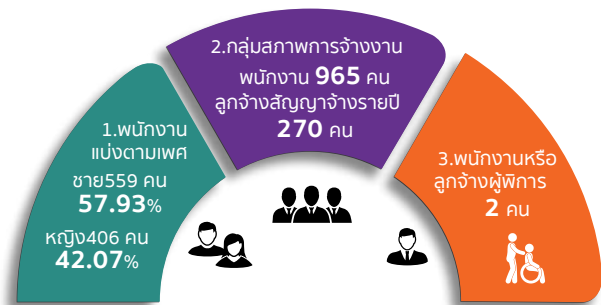 1.พนักงาน
แบ่งตามเพศ
ชาย559 คน
57.93%
หญิง406 คน
42.07%
2.กลุ่มสภาพการจ้างงาน
พนักงาน 965 คน
ลูกจ้างสัญญาจ้างรายปี
270 คน
3.พนักงานหรือ
ลูกจ้างผู้พิการ
2 คน